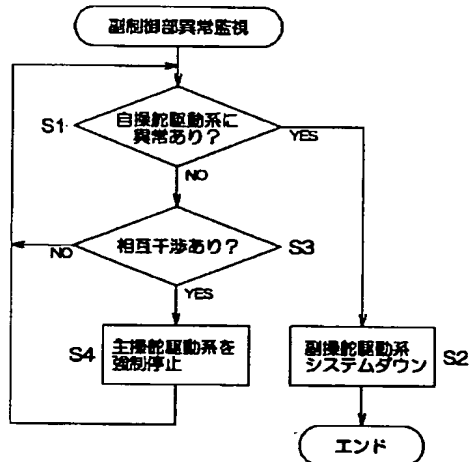 副制御部異常監視
S1
自操舵駆動系に
異常あり？
YES
NO
NO
相互干渉あり？
S3
YES
S4
主操舵駆動系を
強制停止
副操舵駆動系
システムダウン
S2
エンド